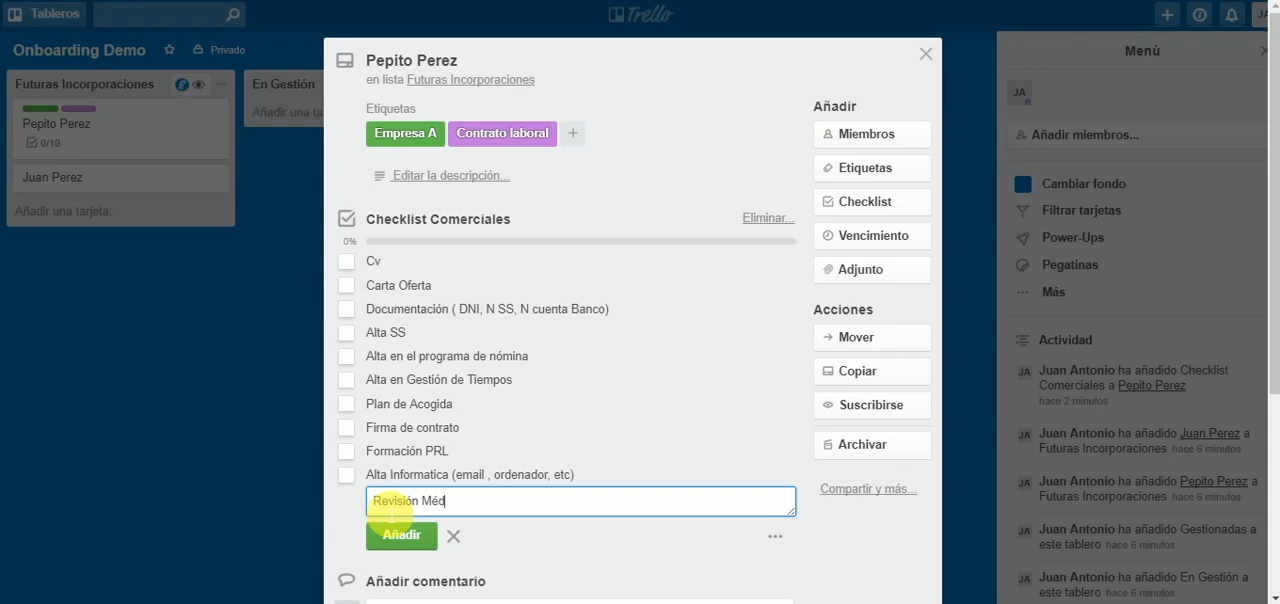 Tableros
Trello
JA
Onboarding Demo
Privado
Futuras Incorporaciones
Pepito Perez
0/10
Juan Perez
Añadir una tarjeta...
En Gestión
Añadir una
Pepito Perez
en lista Futuras Incorporaciones
Etiquetas
Empresa A
Contrato laboral
+
Editar la descripción...
Checklist Comerciales
Eliminar...
0%
Cv
Carta Oferta
Documentación ( DNI, N SS, N cuenta Banco)
Alta SS
Alta en el programa de nómina
Alta en Gestión de Tiempos
Plan de Acogida
Firma de contrato
Formación PRL
Alta Informatica (email , ordenador, etc)
Revisión Méd
Añadir
Añadir comentario
Añadir
Miembros
Etiquetas
Checklist
Vencimiento
Adjunto
Acciones
Mover
Copiar
Suscribirse
Archivar
Compartir y más...
Menú
JA
Añadir miembros...
Cambiar fondo
Filtrar tarjetas
Power-Ups
Pegatinas
Más
Actividad
JA Juan Antonio ha añadido Checklist
Comerciales a Pepito Perez
hace 2 minutos
JA Juan Antonio ha añadido Juan Perez a
Futuras Incorporaciones hace 6 minutos
JA Juan Antonio ha añadido Pepito Perez a
Futuras Incorporaciones hace 6 minutos
JA Juan Antonio ha añadido Gestionadas a
este tablero hace 6 minutos
JA Juan Antonio ha añadido En Gestión a
este tablero hace 6 minutos